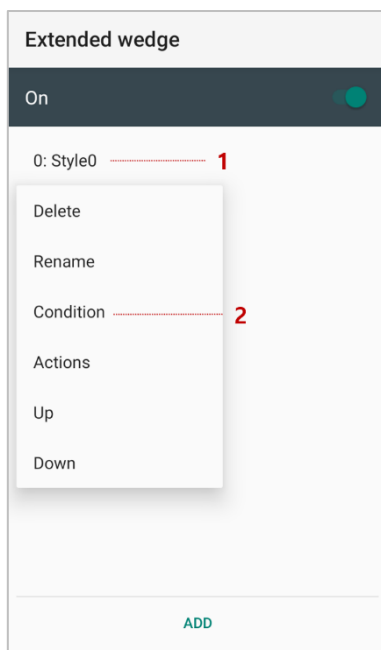 Extended wedge
On
0: Style0 1
Delete
Rename
Condition 2
Actions
Up
Down
ADD